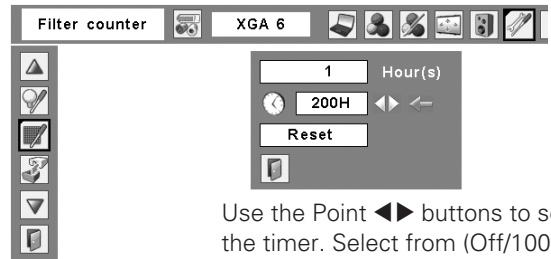 Filter counter
XGA 6
1 Hour(s)
200H
Reset
Use the Point ◀▶ buttons to
the timer. Select from (Off/100